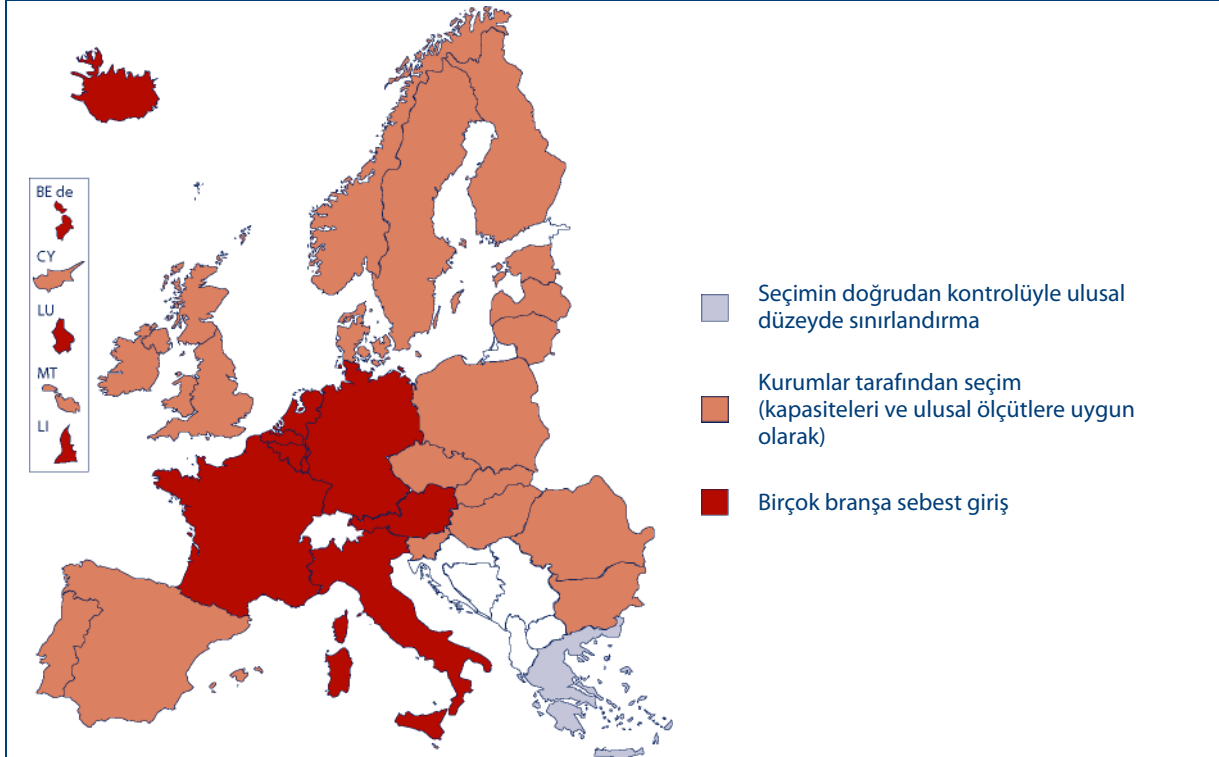 BE de
CY
LU
MT
LI
Seçimin doğrudan kontrolüyle ulusal
düzeyde sınırlandırma
Kurumlar tarafından seçim
(kapasiteleri ve ulusal ölçütlere uygun
olarak)
Birçok branşa sebest giriş